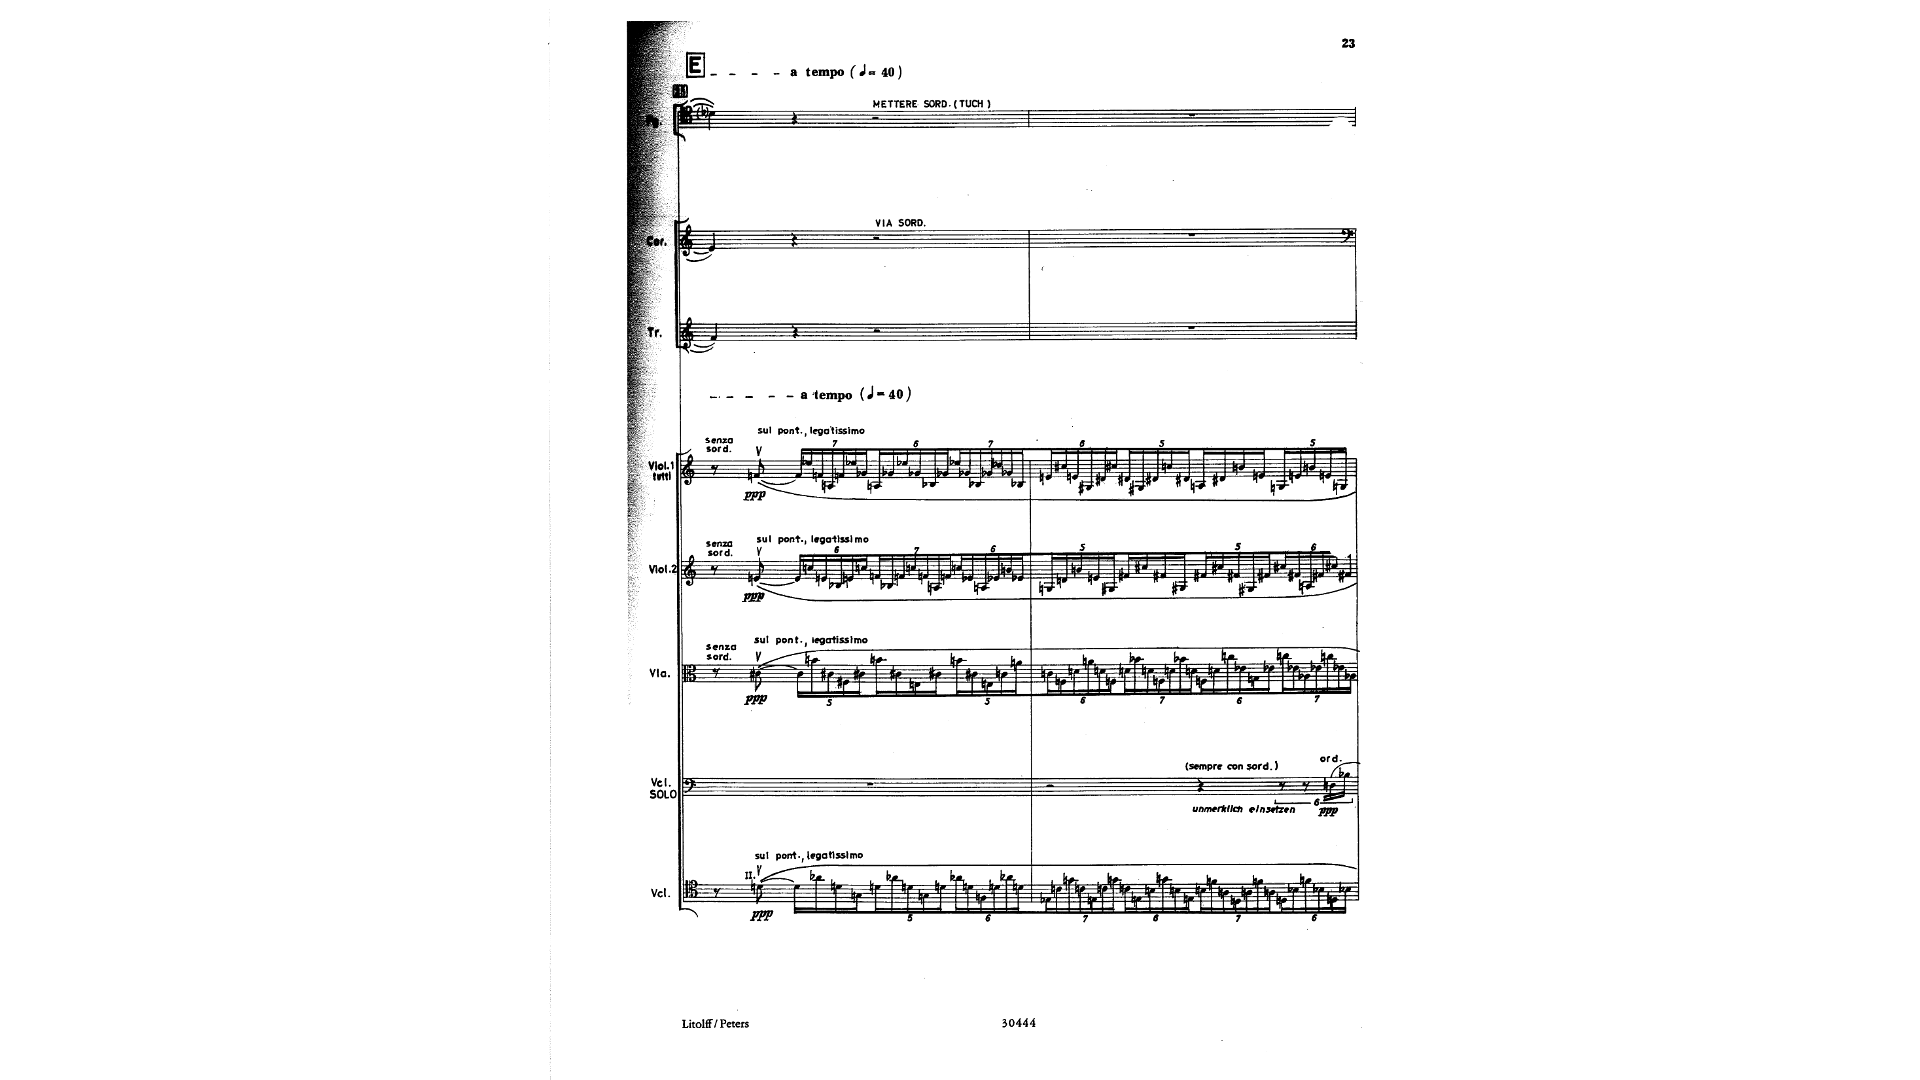 23
E
a tempo (♩= 40)
METTERE SORD. (TUCH)
Fg.
VIA SORD.
Cor.
Tr.
a tempo (♩= 40)
senza sord.
sul pont., legatissimo
7 6 7 6 5 5
Viol.1 tutti
ppp
senza sord.
sul pont., legatissimo
6 7 6 5 5 6
Viol.2
ppp
senza sord.
sul pont., legatissimo
Vla.
ppp
5 5 6 7 6 7
(sempre con sord.)
ord.
Vcl. SOLO
unmerklich einsetzen
6
ppp
sul pont., legatissimo
II.
Vcl.
ppp
5 6 7 6 7 6
Litolff / Peters
30444